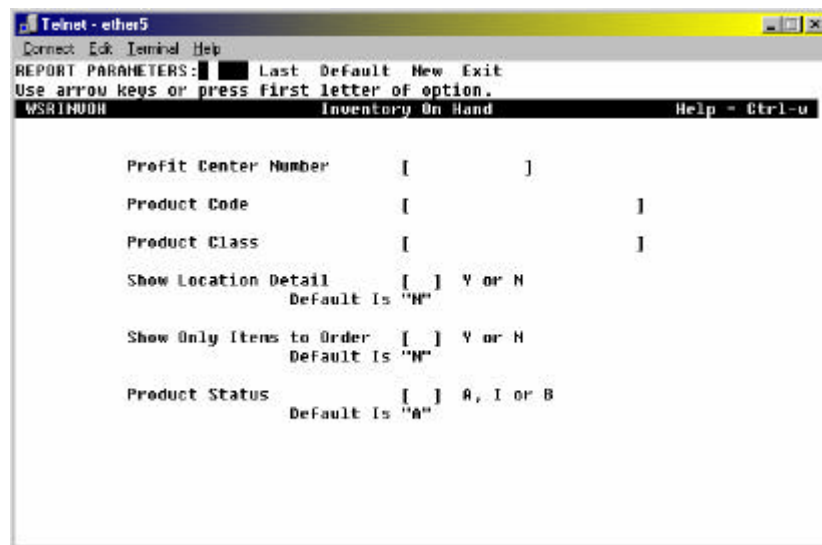 Telnet - ether5
Connect Edit Terminal Help
REPORT PARAMETERS: Last Default New Exit
Use arrow keys or press first letter of option.
WSRINVOH Inventory On Hand Help - Ctrl-u
Profit Center Number [ ]
Product Code [ ]
Product Class [ ]
Show Location Detail [ ] Y or N
Default Is "N"
Show Only Items to Order [ ] Y or N
Default Is "N"
Product Status [ ] A, I or B
Default Is "A"